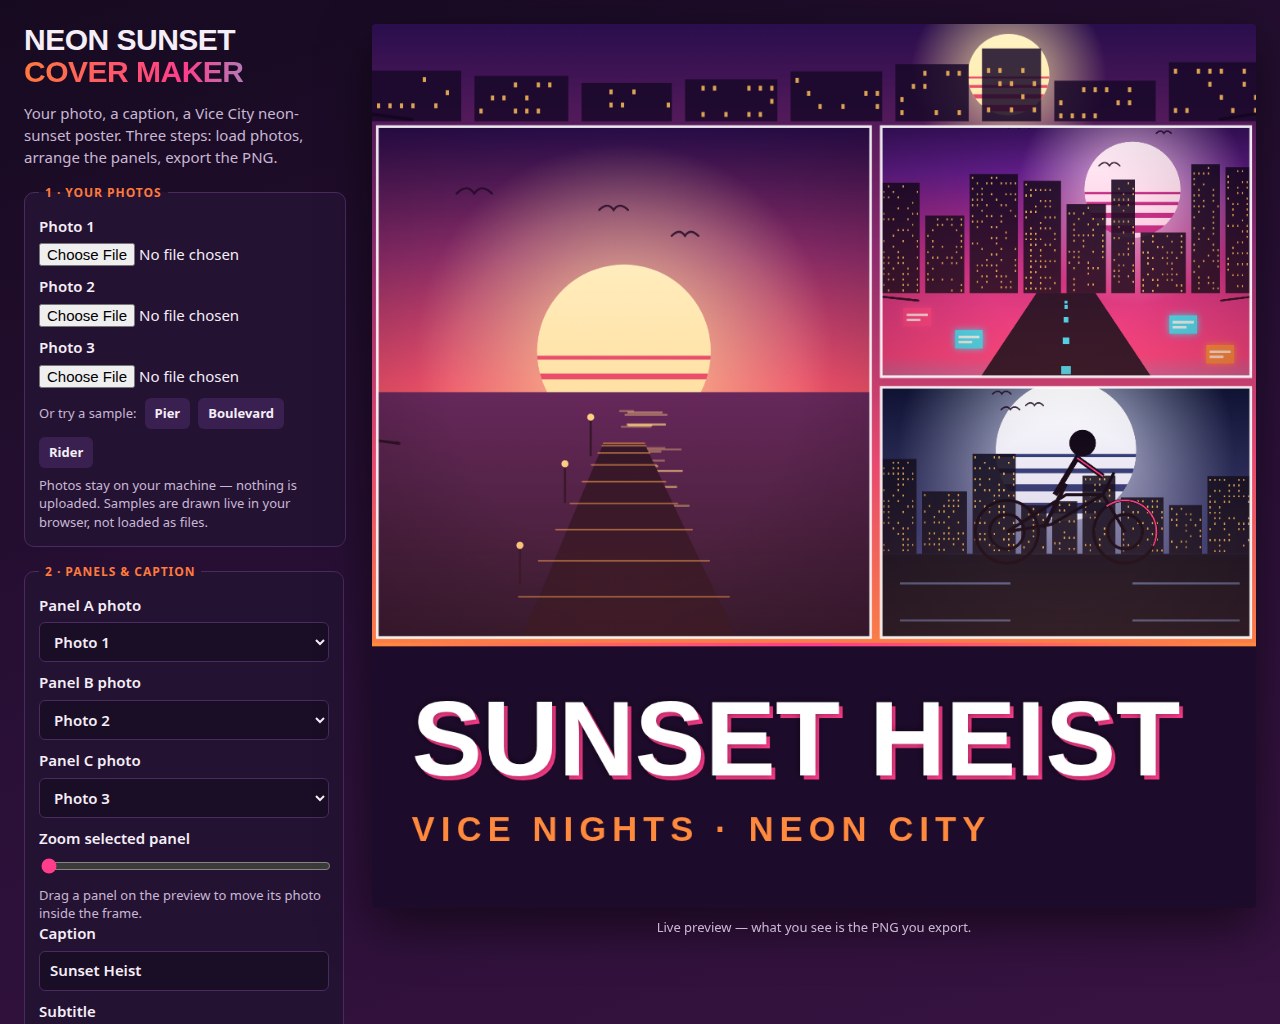 NEON SUNSET
COVER MAKER
Your photo, a caption, a Vice City neon-
sunset poster. Three steps: load photos,
arrange the panels, export the PNG.
1 · YOUR PHOTOS
Photo 1
Choose File No file chosen
Photo 2
Choose File No file chosen
Photo 3
Choose File No file chosen
Or try a sample: Pier Boulevard
Rider
Photos stay on your machine — nothing is
uploaded. Samples are drawn live in your
browser, not loaded as files.
2 · PANELS & CAPTION
Panel A photo
Photo 1
Panel B photo
Photo 2
Panel C photo
Photo 3
Zoom selected panel
Drag a panel on the preview to move its photo
inside the frame.
Caption
Sunset Heist
Subtitle
SUNSET HEIST
VICE NIGHTS · NEON CITY
Live preview — what you see is the PNG you export.